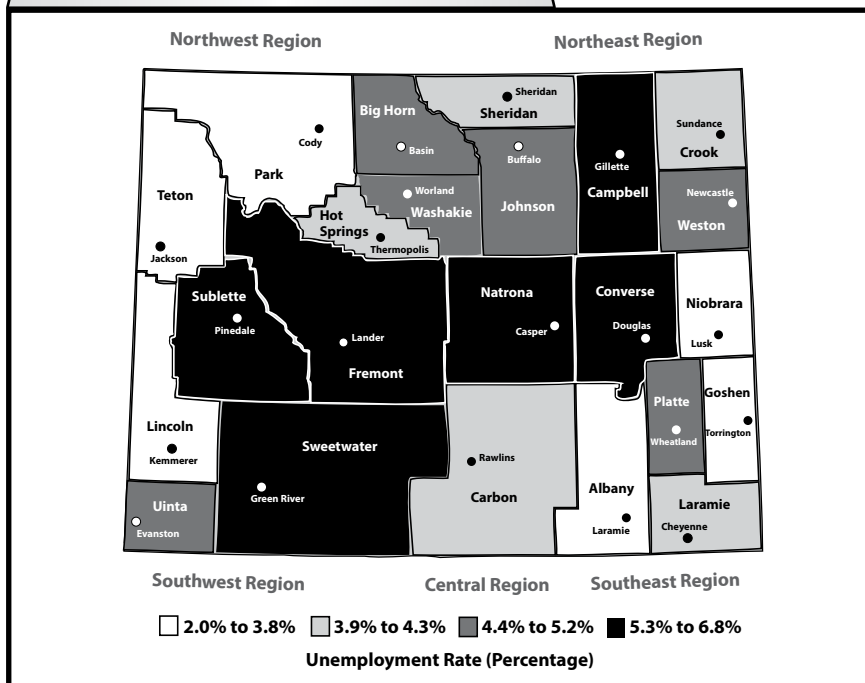 Northwest Region
Northeast Region
Big Horn
Sheridan
Sheridan
Sundance
Cody
Basin
Buffalo
Gillette
Crook
Park
Teton
Worland
Washakie
Johnson
Campbell
Newcastle
Weston
Hot
Springs
Thermopolis
Jackson
Sublette
Pinedale
Natrona
Converse
Niobrara
Lander
Casper
Douglas
Lusk
Fremont
Platte
Goshen
Lincoln
Wheatland
Torrington
Kemmerer
Sweetwater
Rawlins
Green River
Carbon
Albany
Laramie
Uinta
Evanston
Laramie
Cheyenne
Southwest Region
Central Region
Southeast Region
2.0% to 3.8%
3.9% to 4.3%
4.4% to 5.2%
5.3% to 6.8%
Unemployment Rate (Percentage)